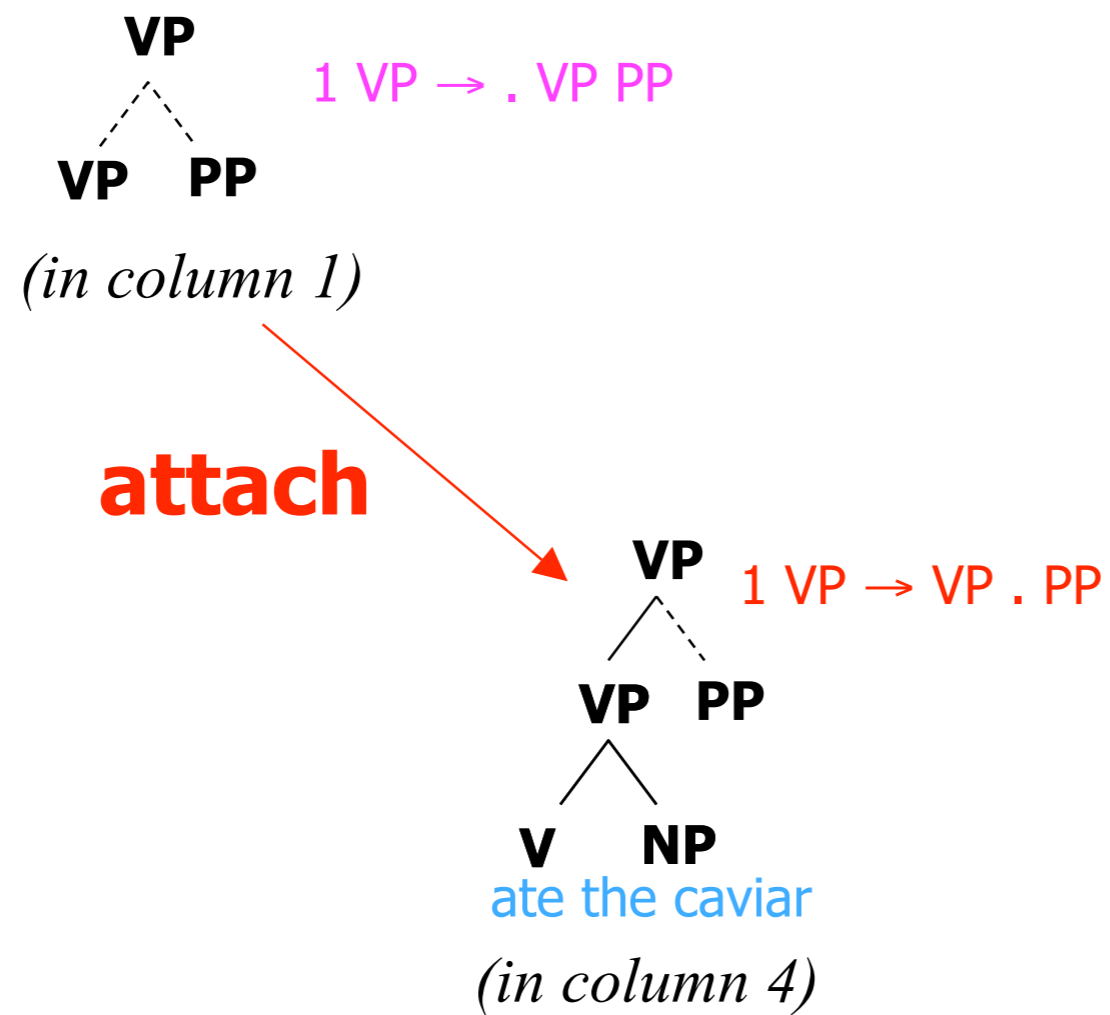 VP
1 VP → . VP PP
VP PP
(in column 1)
attach
VP
1 VP → VP . PP
VP PP
V NP
ate the caviar
(in column 4)